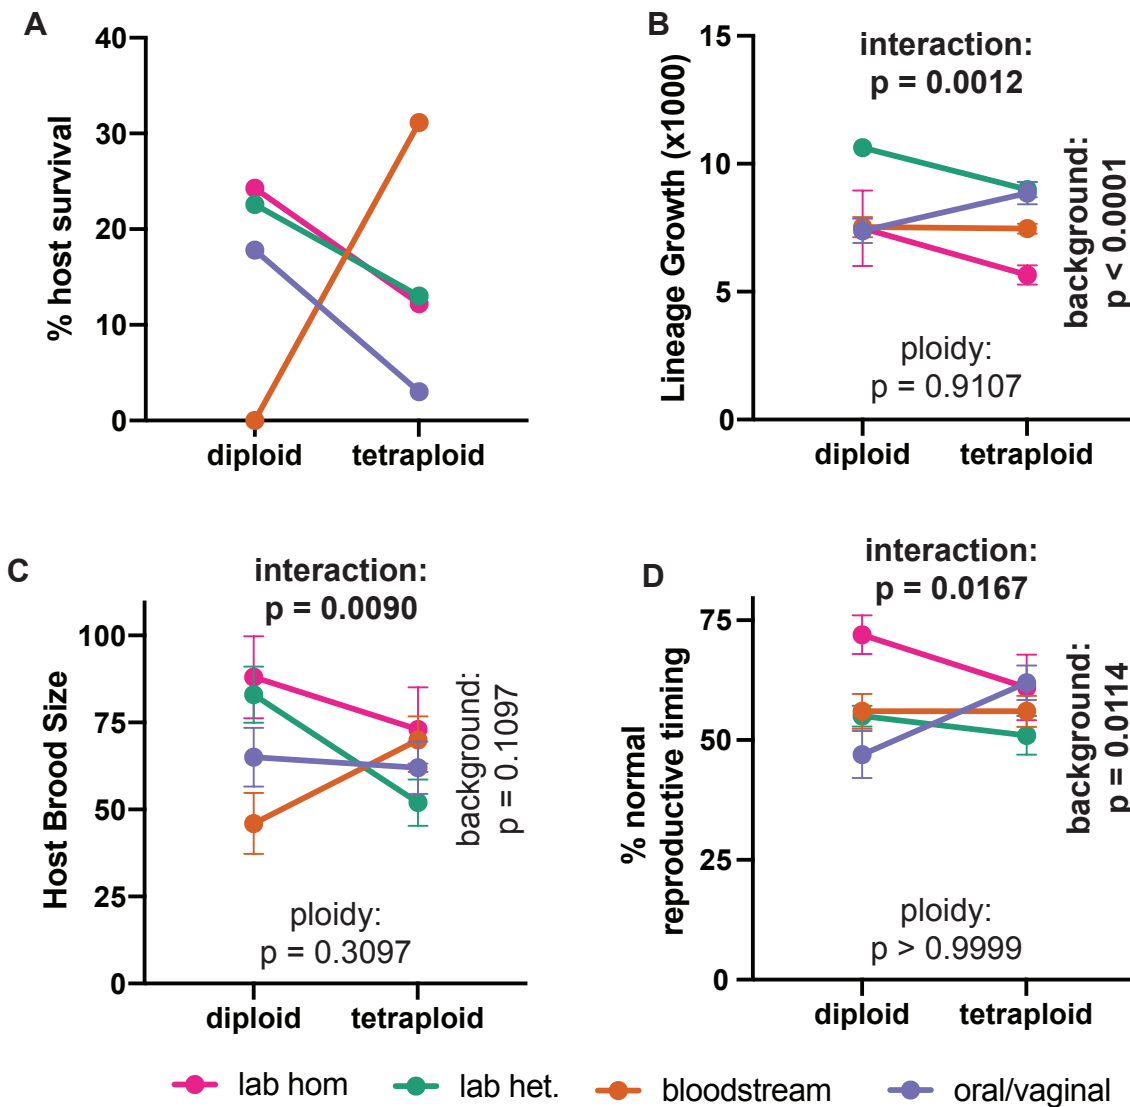 A
40
30
20
10
0
% host survival
diploid tetraploid
B
interaction:
p = 0.0012
15
10
5
0
Lineage Growth (x1000)
background:
p < 0.0001
ploidy:
p = 0.9107
diploid tetraploid
C
interaction:
p = 0.0090
100
75
50
25
0
Host Brood Size
background:
p = 0.1097
ploidy:
p = 0.3097
diploid tetraploid
D
interaction:
p = 0.0167
75
50
25
0
% normal
reproductive timing
background:
p = 0.0114
ploidy:
p > 0.9999
diploid tetraploid
lab hom lab het. bloodstream oral/vaginal